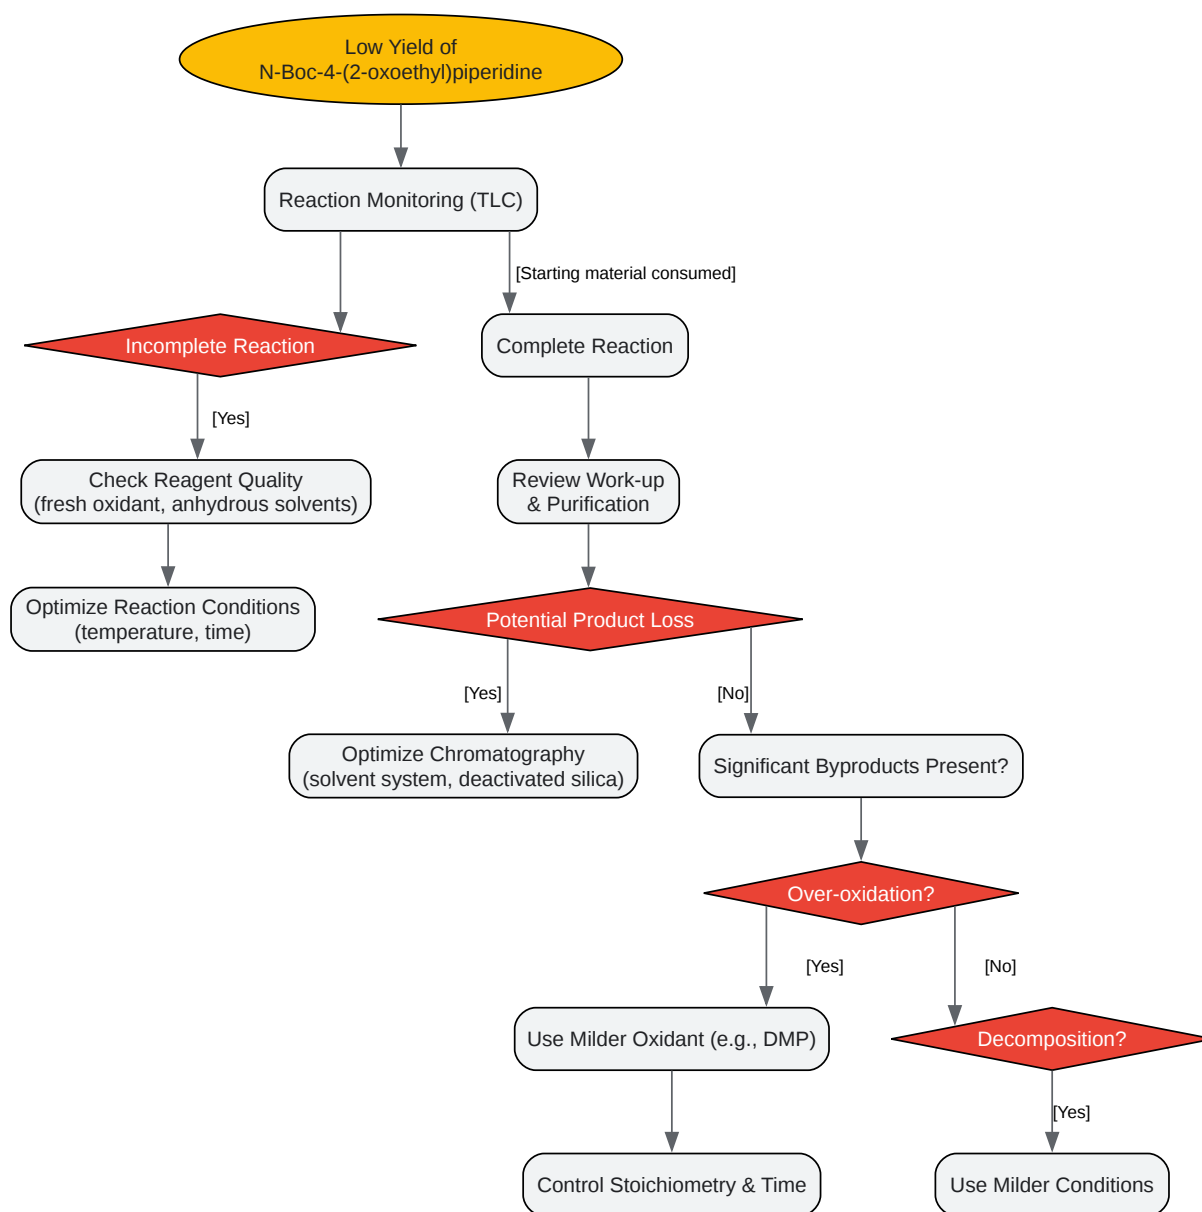 Low Yield of
N-Boc-4-(2-oxoethyl)piperidine
Reaction Monitoring (TLC)
[Starting material consumed]
Incomplete Reaction
Complete Reaction
[Yes]
Check Reagent Quality
(fresh oxidant, anhydrous solvents)
Review Work-up
& Purification
Optimize Reaction Conditions
(temperature, time)
Potential Product Loss
[Yes]
[No]
Optimize Chromatography
(solvent system, deactivated silica)
Significant Byproducts Present?
Over-oxidation?
[Yes]
[No]
Use Milder Oxidant (e.g., DMP)
Decomposition?
[Yes]
Control Stoichiometry & Time
Use Milder Conditions